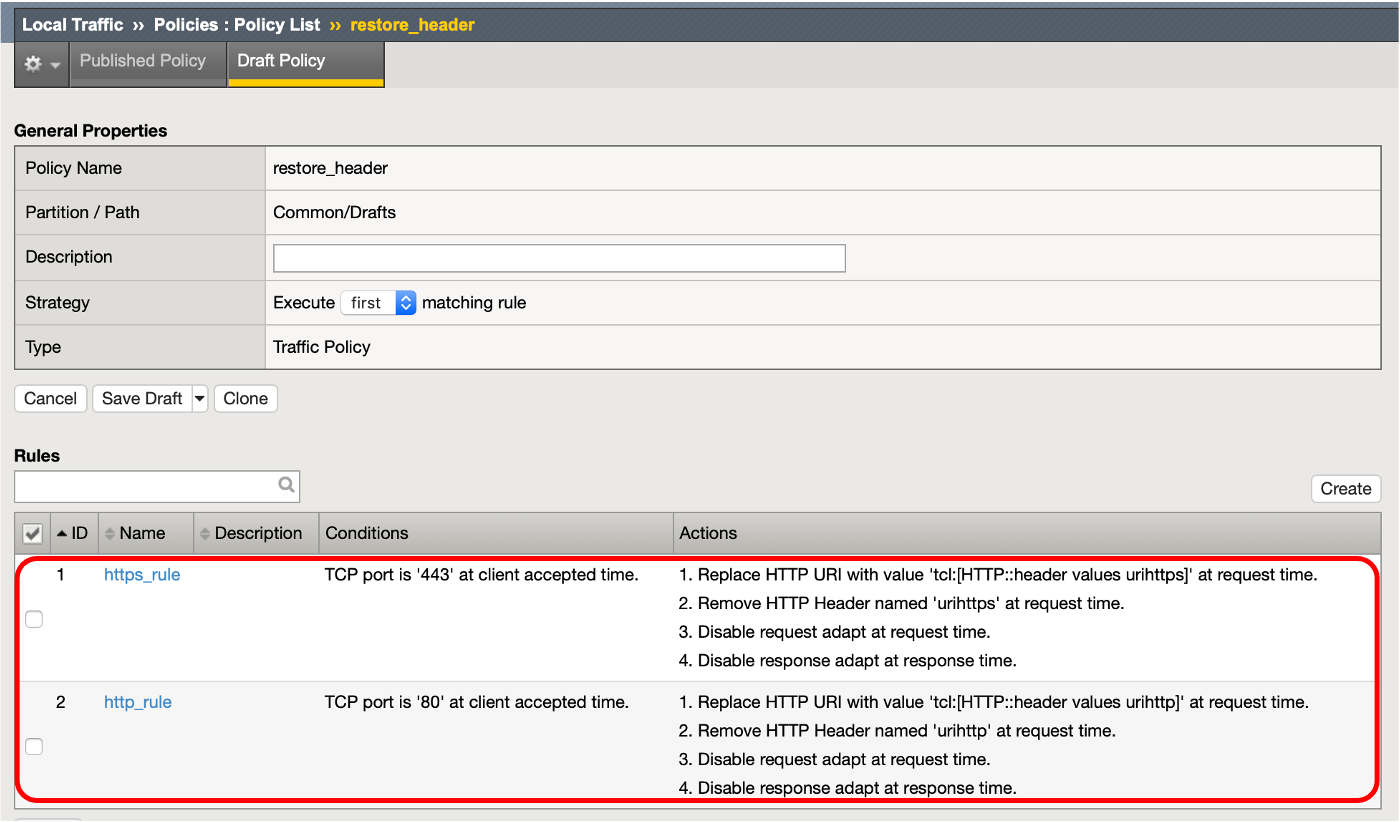 Local Traffic ›› Policies : Policy List ›› restore_header
Published Policy Draft Policy
General Properties
Policy Name restore_header
Partition / Path Common/Drafts
Description
Strategy Execute first matching rule
Type Traffic Policy
Cancel Save Draft Clone
Rules
Create
ID Name Description Conditions Actions
1 https_rule TCP port is '443' at client accepted time. 1. Replace HTTP URI with value 'tcl:[HTTP::header values urihttps]' at request time.
2. Remove HTTP Header named 'urihttps' at request time.
3. Disable request adapt at request time.
4. Disable response adapt at response time.
2 http_rule TCP port is '80' at client accepted time. 1. Replace HTTP URI with value 'tcl:[HTTP::header values urihttp]' at request time.
2. Remove HTTP Header named 'urihttp' at request time.
3. Disable request adapt at request time.
4. Disable response adapt at response time.